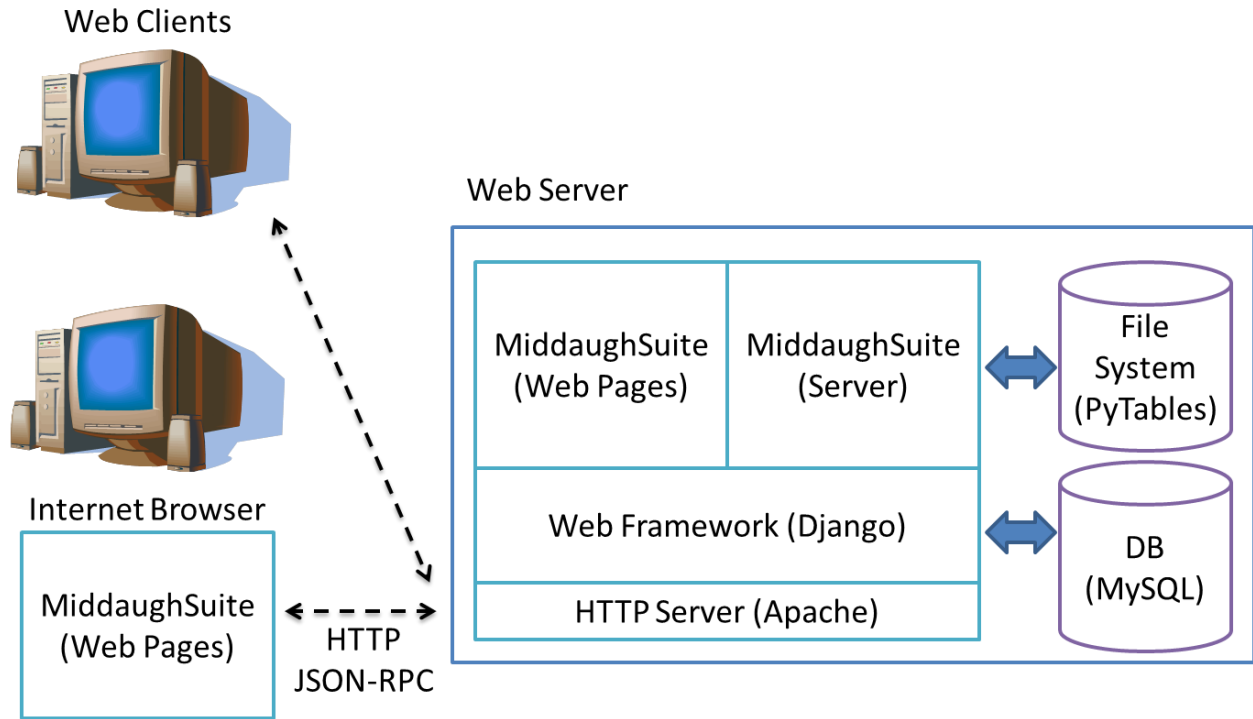 Web Clients
Web Server
MiddaughSuite
(Web Pages)
MiddaughSuite
(Server)
File
System
(PyTables)
Internet Browser
Web Framework (Django)
DB
(MySQL)
MiddaughSuite
(Web Pages)
HTTP Server (Apache)
HTTP
JSON-RPC